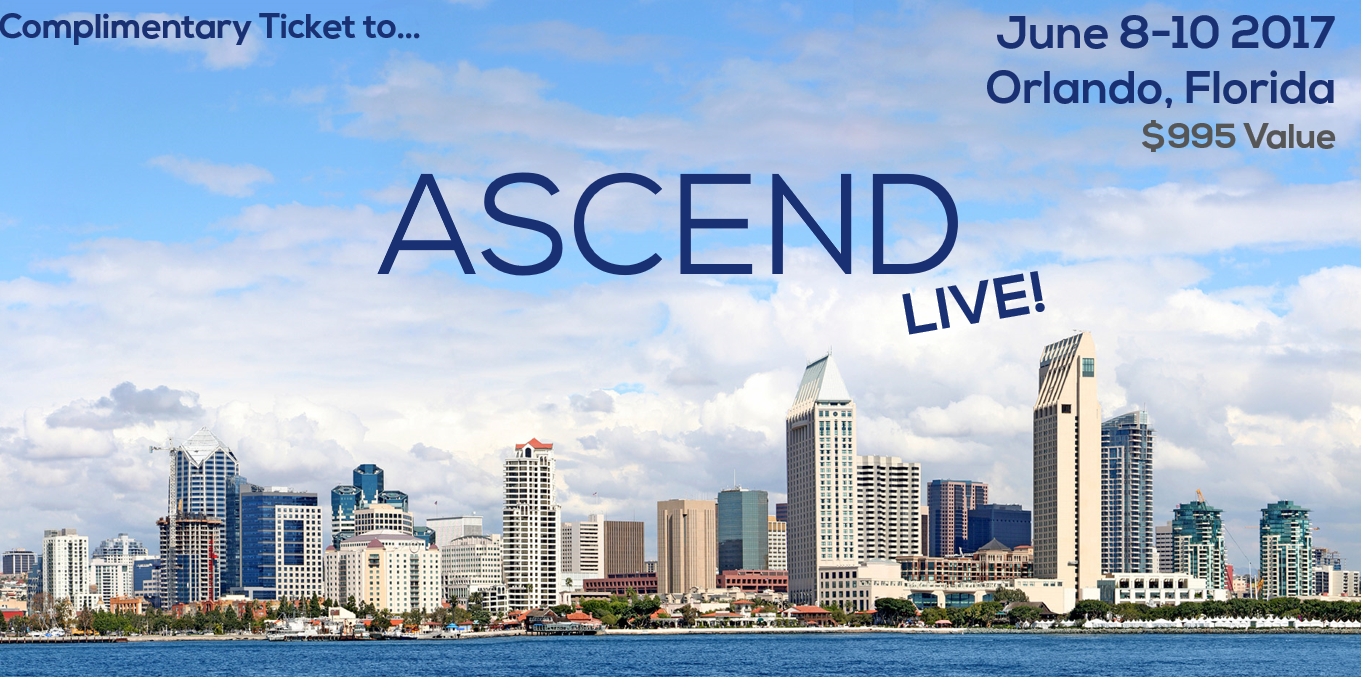 Complimentary Ticket to...
June 8-10 2017
Orlando, Florida
$995 Value
ASCEND
LIVE!